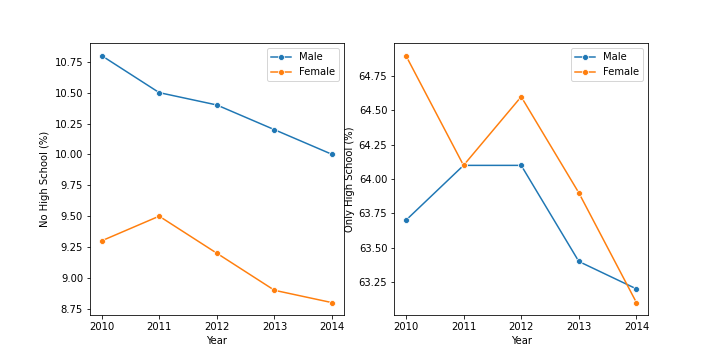 No High School (%)
10.75
10.50
10.25
10.00
9.75
9.50
9.25
9.00
8.75
2010 2011 2012 2013 2014
Year
Male
Female
Only High School (%)
64.75
64.50
64.25
64.00
63.75
63.50
63.25
2010 2011 2012 2013 2014
Year
Male
Female